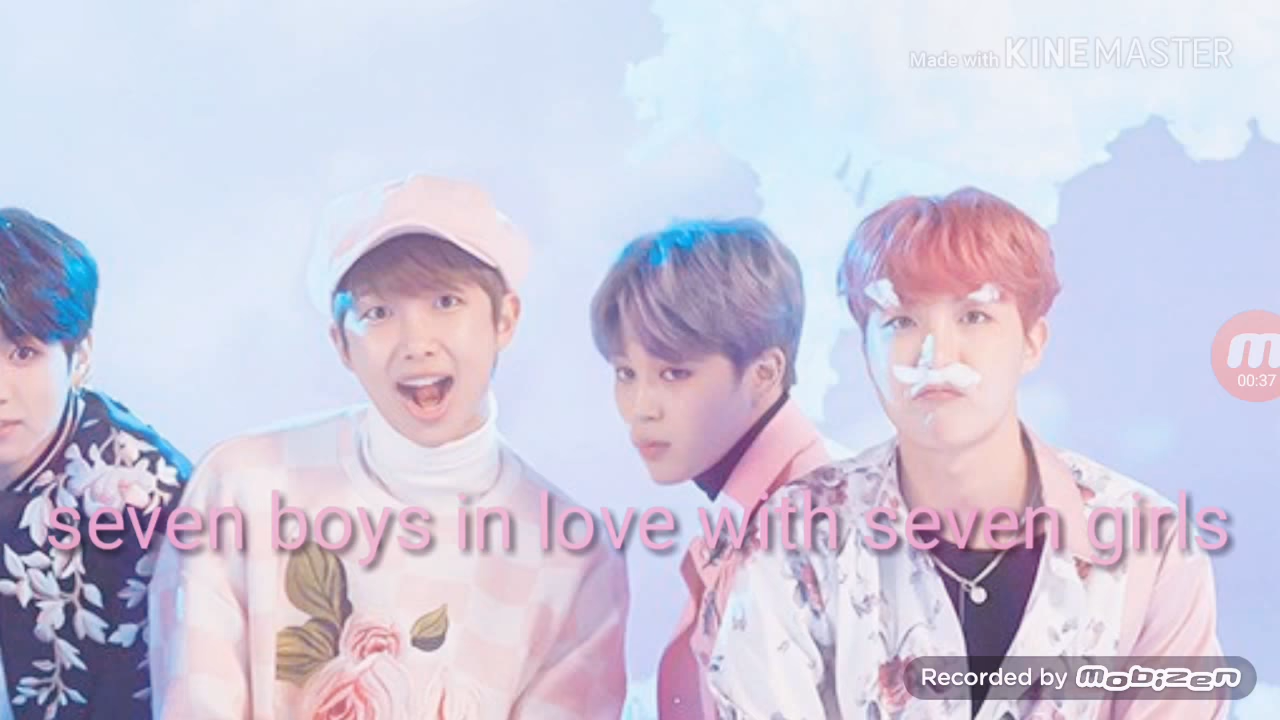 Made with KINEMASTER
M
00:37
seven boys in love with seven girls
Recorded by mobizen